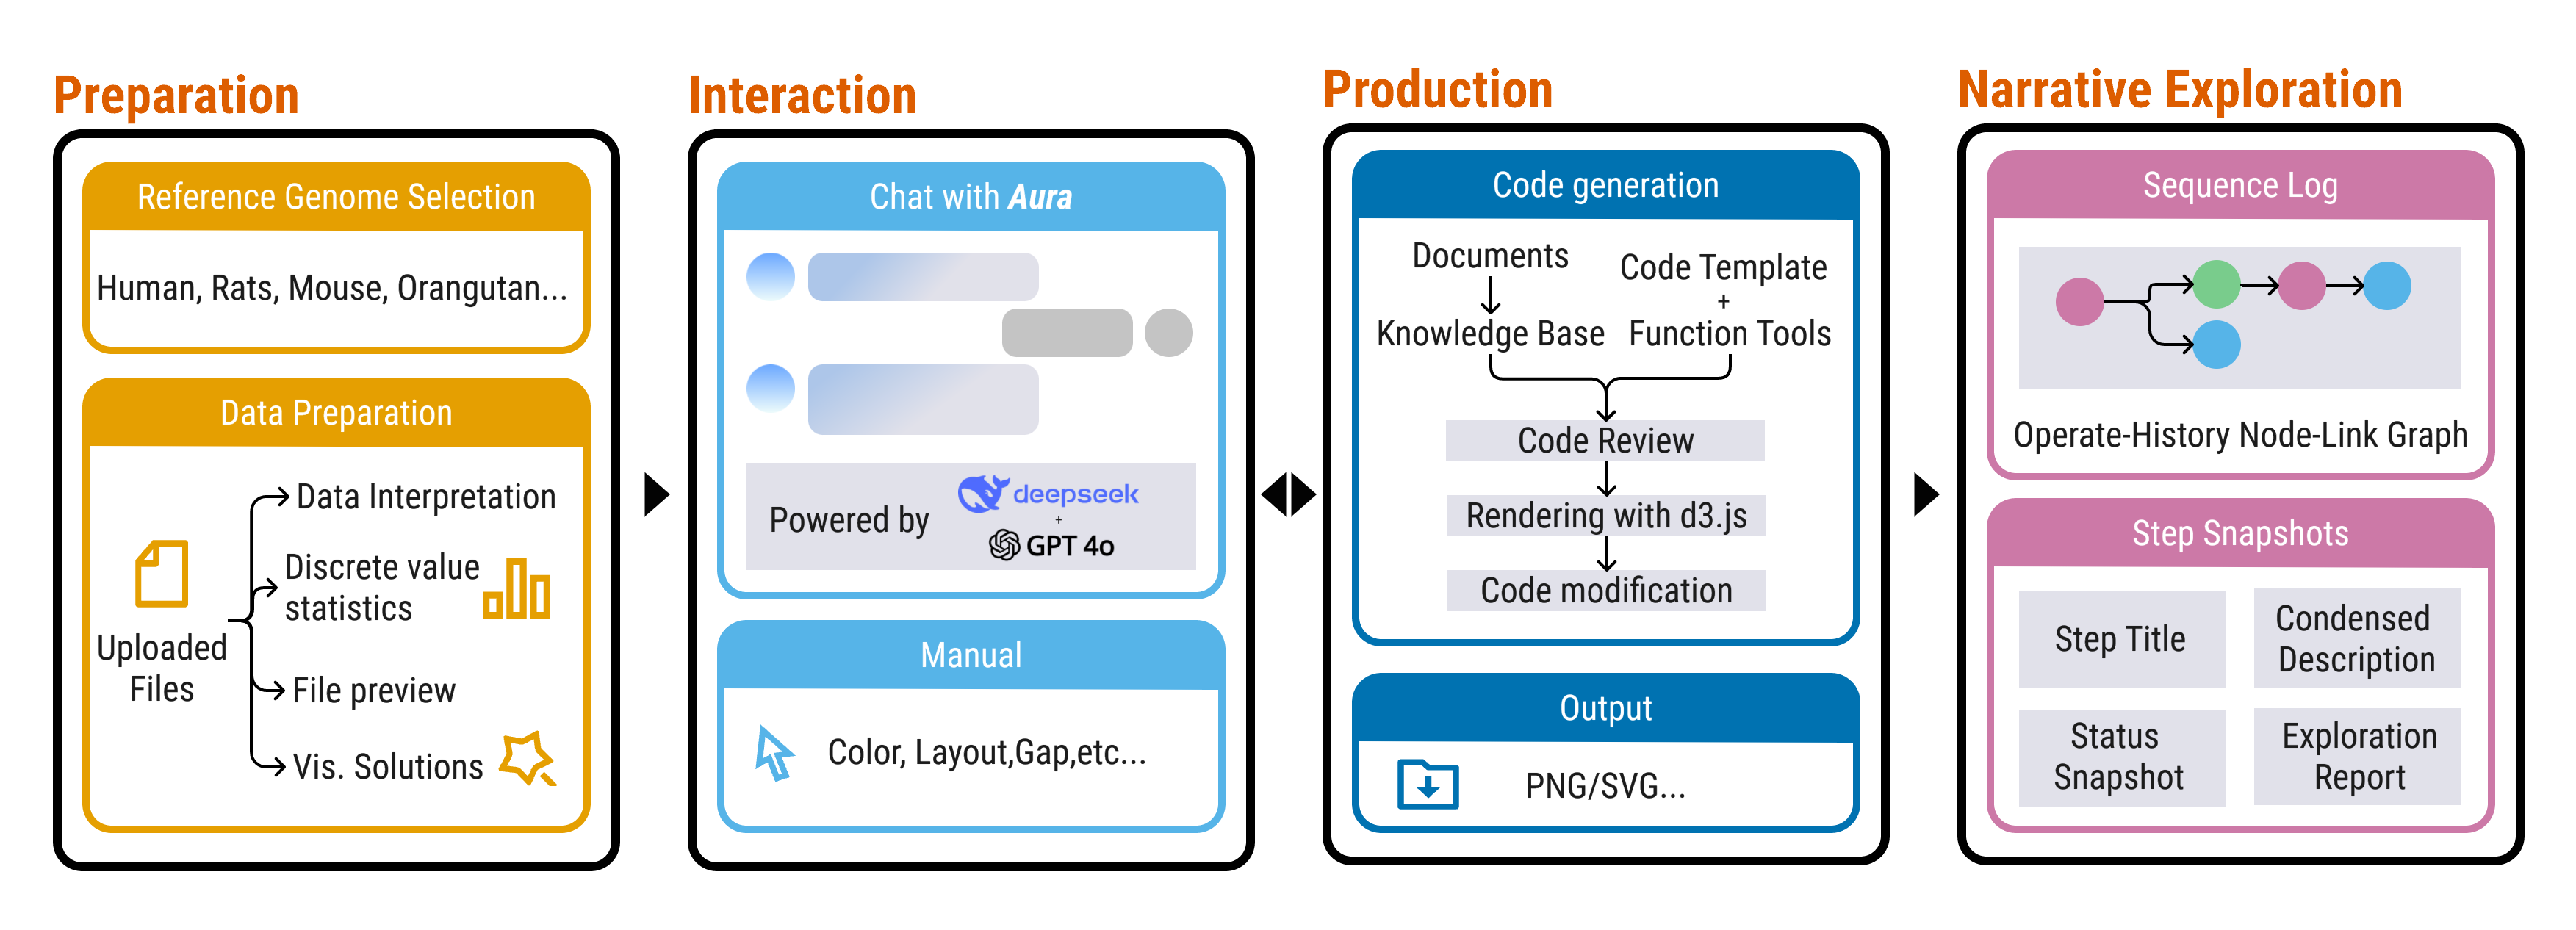 Preparation
Reference Genome Selection
Human, Rats, Mouse, Orangutan...
Data Preparation
Uploaded
Files
Data Interpretation
Discrete value
statistics
File preview
Vis. Solutions
Interaction
Chat with Aura
Powered by
deepseek
+
GPT 4o
Manual
Color, Layout,Gap,etc...
Production
Code generation
Documents
Knowledge Base
Code Template
+
Function Tools
Code Review
Rendering with d3.js
Code modification
Output
PNG/SVG...
Narrative Exploration
Sequence Log
Operate-History Node-Link Graph
Step Snapshots
Step Title
Condensed
Description
Status
Snapshot
Exploration
Report